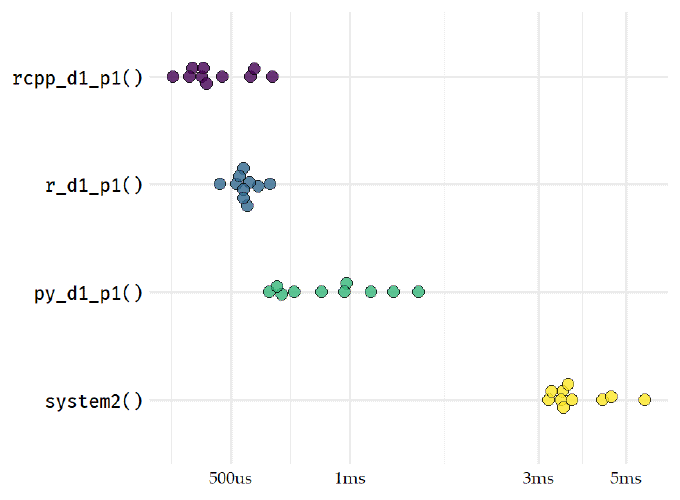 rcpp_d1_p1()
r_d1_p1()
py_d1_p1()
system2()
500us 1ms 3ms 5ms